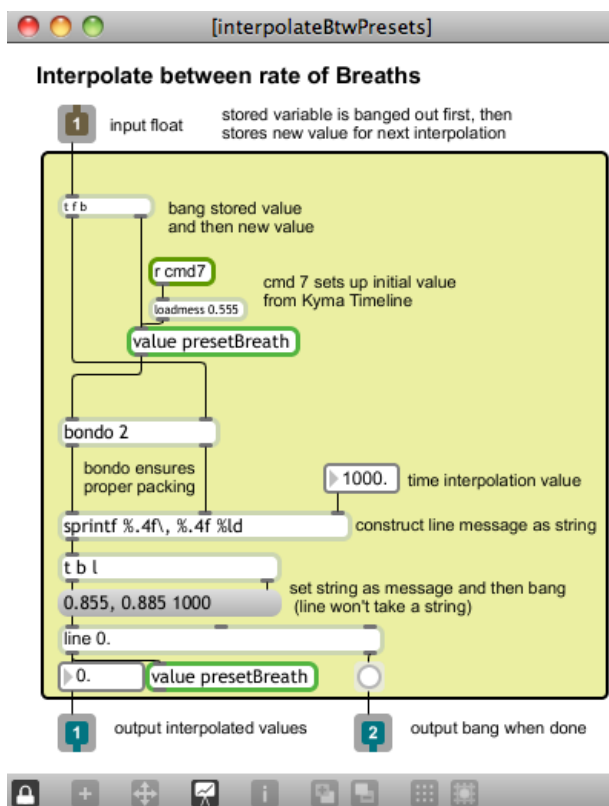 [interpolateBtwPresets]
Interpolate between rate of Breaths
1
input float
stored variable is banged out first, then
stores new value for next interpolation
t f b
bang stored value
and then new value
r cmd7
cmd 7 sets up initial value
from Kyma Timeline
loadmess 0.555
value presetBreath
bondo 2
bondo ensures
proper packing
1000.
time interpolation value
sprintf %.4f\, %.4f %ld
construct line message as string
t b l
set string as message and then bang
(line won't take a string)
0.855, 0.885 1000
line 0.
0.
value presetBreath
1
output interpolated values
2
output bang when done